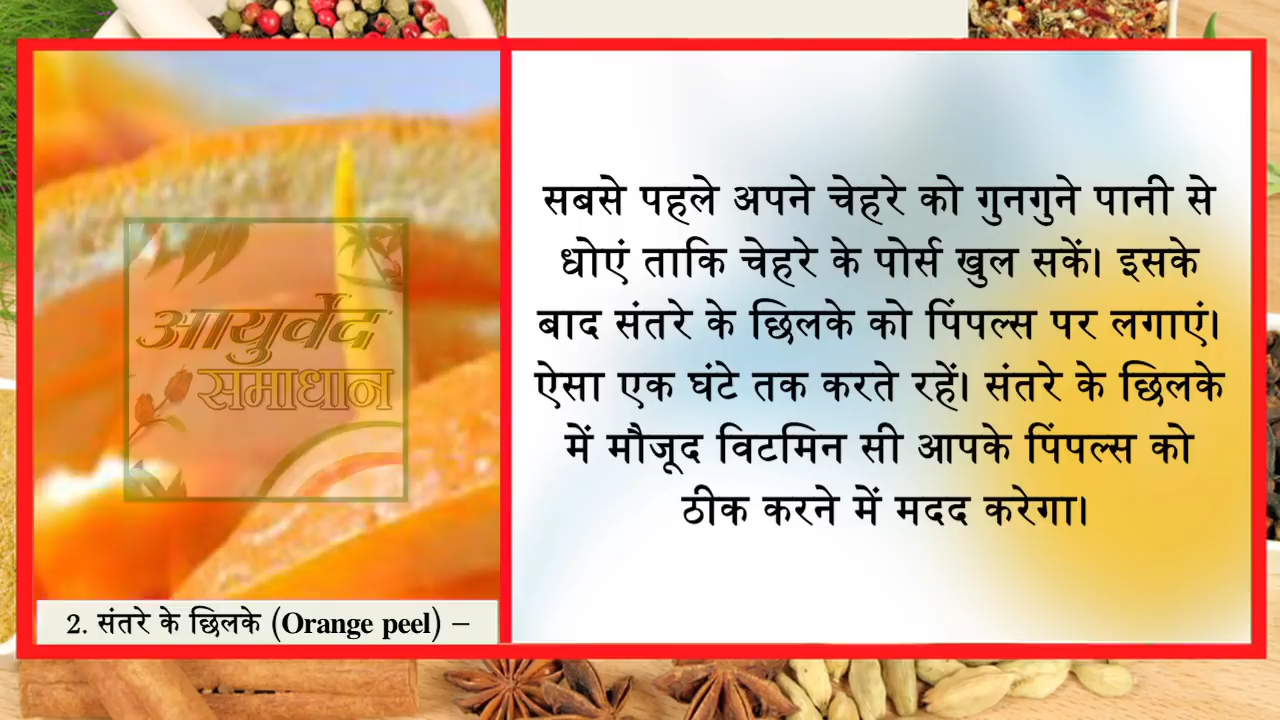 आयुर्वेद
समाधान
2. संतरे के छिलके (Orange peel) –
सबसे पहले अपने चेहरे को गुनगुने पानी से
धोएं ताकि चेहरे के पोर्स खुल सकें। इसके
बाद संतरे के छिलके को पिंपल्स पर लगाएं।
ऐसा एक घंटे तक करते रहें। संतरे के छिलके
में मौजूद विटमिन सी आपके पिंपल्स को
ठीक करने में मदद करेगा।